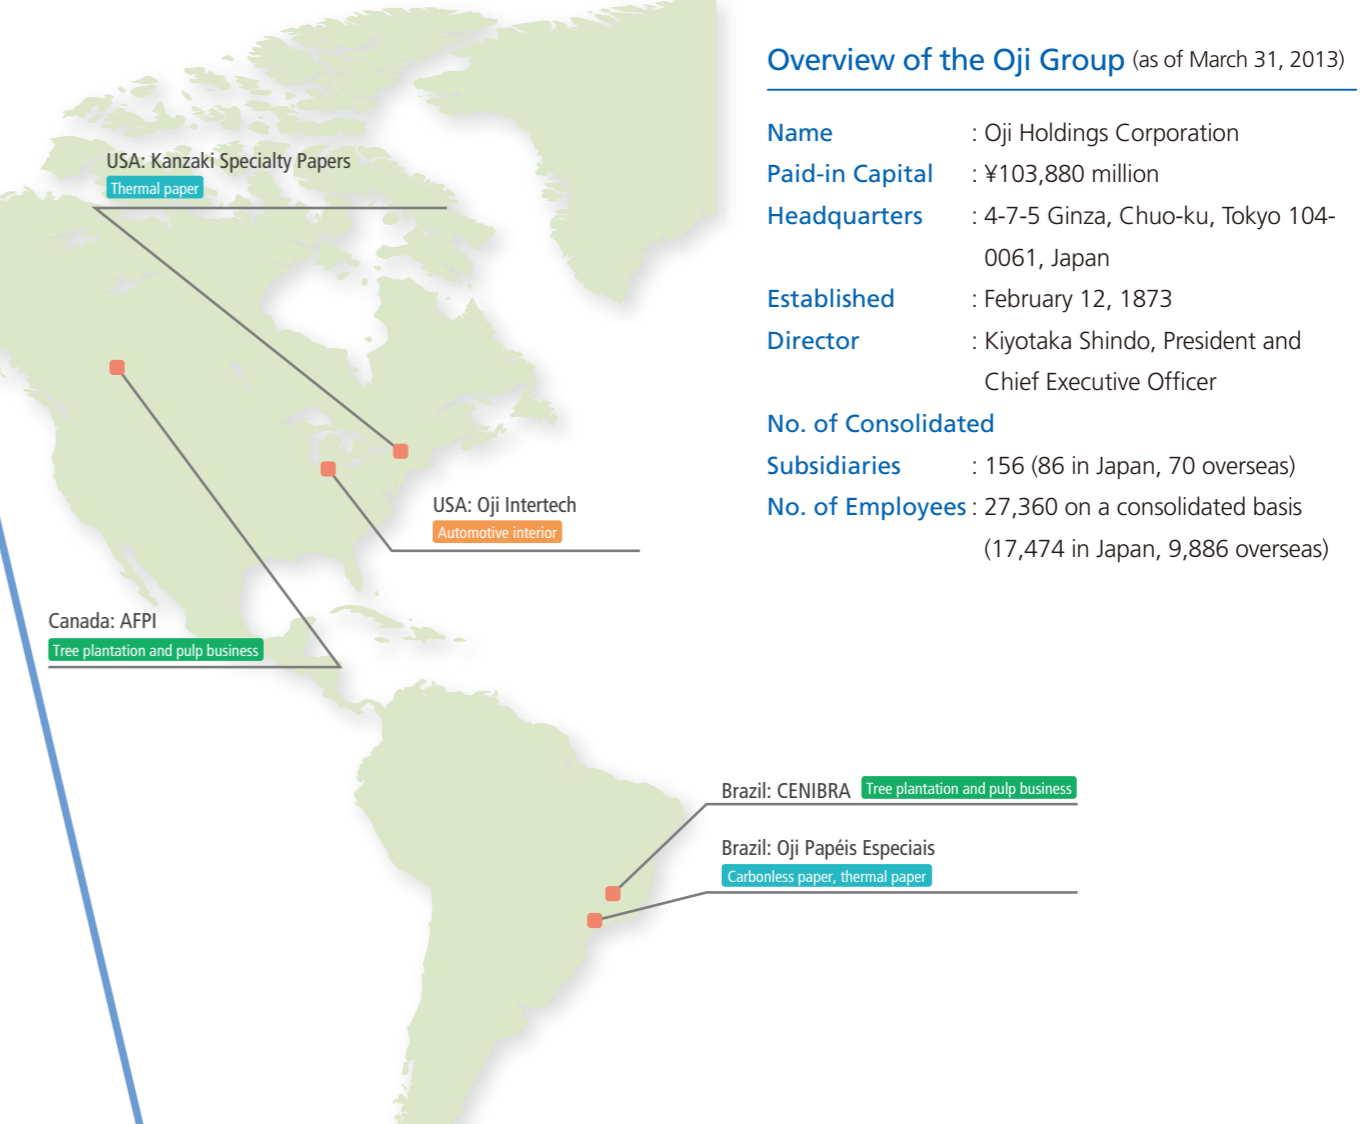 Overview of the Oji Group (as of March 31, 2013)
Name : Oji Holdings Corporation
Paid-in Capital : ¥103,880 million
Headquarters : 4-7-5 Ginza, Chuo-ku, Tokyo 104-
0061, Japan
Established : February 12, 1873
Director : Kiyotaka Shindo, President and
Chief Executive Officer
No. of Consolidated
Subsidiaries : 156 (86 in Japan, 70 overseas)
No. of Employees : 27,360 on a consolidated basis
(17,474 in Japan, 9,886 overseas)
USA: Kanzaki Specialty Papers
Thermal paper
USA: Oji Intertech
Automotive interior
Canada: AFPI
Tree plantation and pulp business
Brazil: CENIBRA Tree plantation and pulp business
Brazil: Oji Papéis Especiais
Carbonless paper, thermal paper